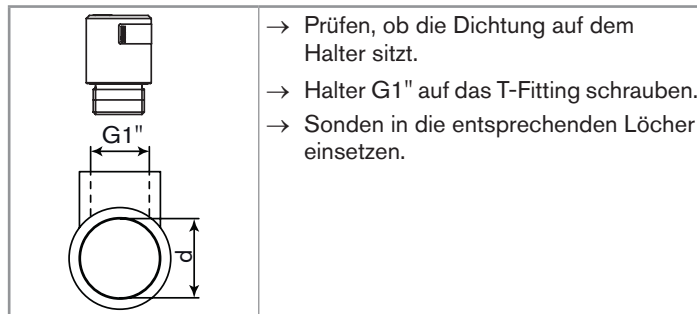 G1"
d
→ Prüfen, ob die Dichtung auf dem
Halter sitzt.
→ Halter G1" auf das T-Fitting schrauben.
→ Sonden in die entsprechenden Löcher
einsetzen.